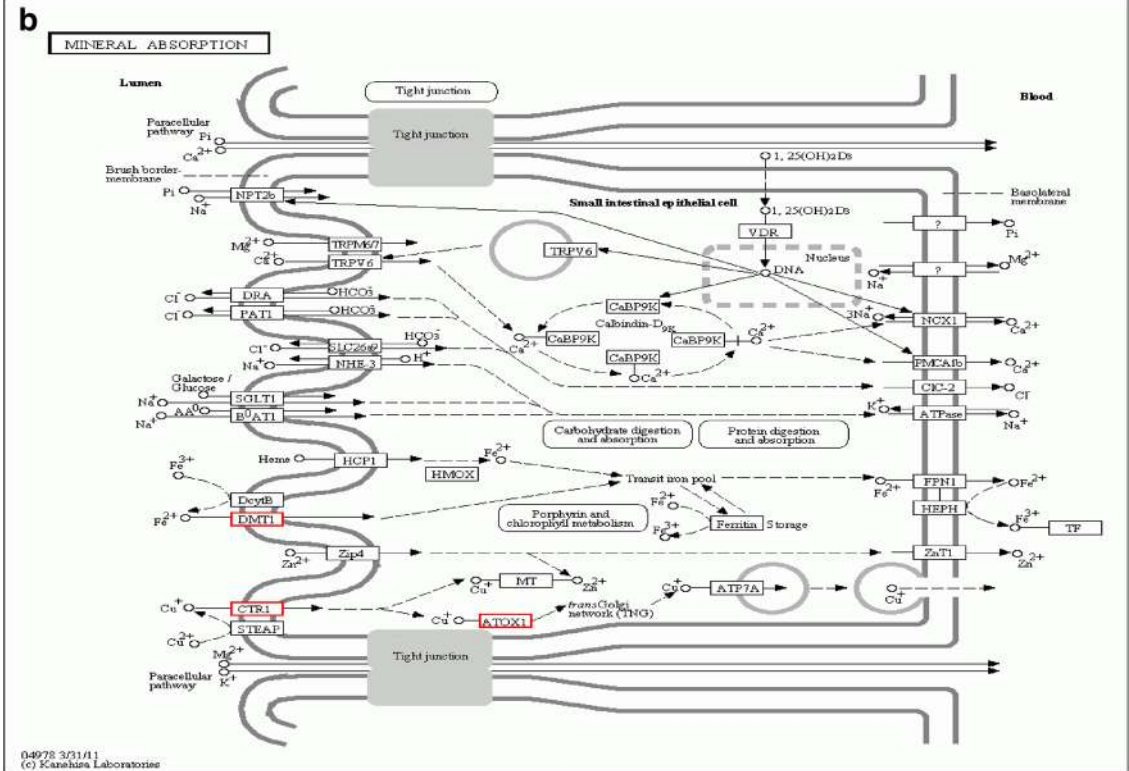 b
MINERAL ABSORPTION
Lumen
Blood
Tight junction
Tight junction
Paracellular
pathway
Pi
Ca2+
Brush border
membrane
Pi
Na+
NPT2b
Small intestinal epithelial cell
1, 25(OH)2D3
1, 25(OH)2D3
VDR
Nucleus
DNA
Basolateral
membrane
?
Pi
Mg2+
Ca2+
TRPM6/7
TRPV6
TRPV6
?
Mg2+
Na+
Cl-
DRA
HCO3-
Cl-
PAT1
HCO3-
CaBP9K
Calbindin-D9K
CaBP9K
CaBP9K
CaBP9K
Ca2+
Ca2+
Ca2+
3Na+
NCX1
Ca2+
PMCA1b
Ca2+
Cl-
SLC26a9
HCO3-
Na+
NHE-3
H+
ClC-2
Cl-
Galactose /
Glucose
Na+
SGLT1
AA0
Na+
B0AT1
K+
ATPase
Na+
Carbohydrate digestion
and absorption
Protein digestion
and absorption
Heme
HCP1
HMOX
Fe2+
Fe3+
DcytB
Fe2+
DMT1
Transit iron pool
Fe2+
Fe3+
Ferritin
Storage
Porphyrin and
chlorophyll metabolism
Fe2+
FPN1
Fe2+
HEPH
Fe3+
TF
Zn2+
Zip4
ZnT1
Zn2+
Cu+
MT
Zn2+
Cu+
CTR1
Cu+
ATOX1
transGolgi
network (TNG)
Cu+
ATP7A
Cu+
STEAP
Cu2+
Mg2+
Tight junction
Paracellular
pathway
K+
04978 3/31/11
(c) Kanehisa Laboratories